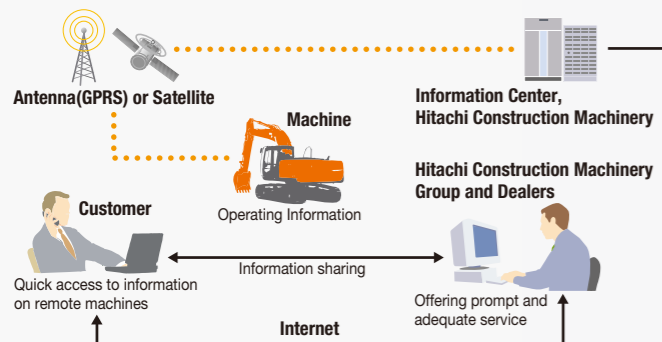 Antenna(GPRS) or Satellite
Information Center,
Hitachi Construction Machinery
Machine
Operating Information
Hitachi Construction Machinery
Group and Dealers
Customer
Information sharing
Quick access to information
on remote machines
Offering prompt and
adequate service
Internet